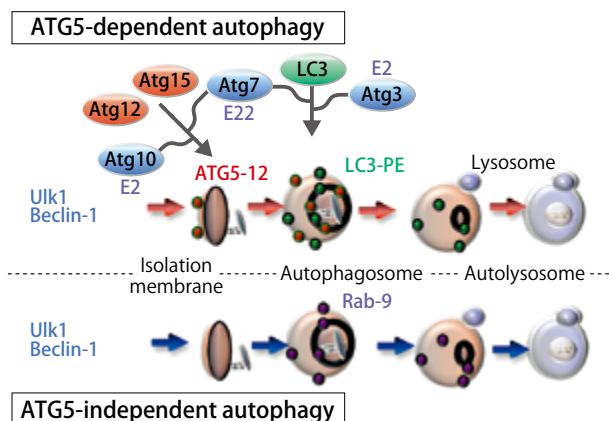 ATG5-dependent autophagy
LC3
E2
Atg15
Atg7
Atg3
Atg12
E22
Atg10
E2
ATG5-12
LC3-PE
Lysosome
Ulk1
Beclin-1
Isolation
membrane
Autophagosome
Autolysosome
Rab-9
Ulk1
Beclin-1
ATG5-independent autophagy